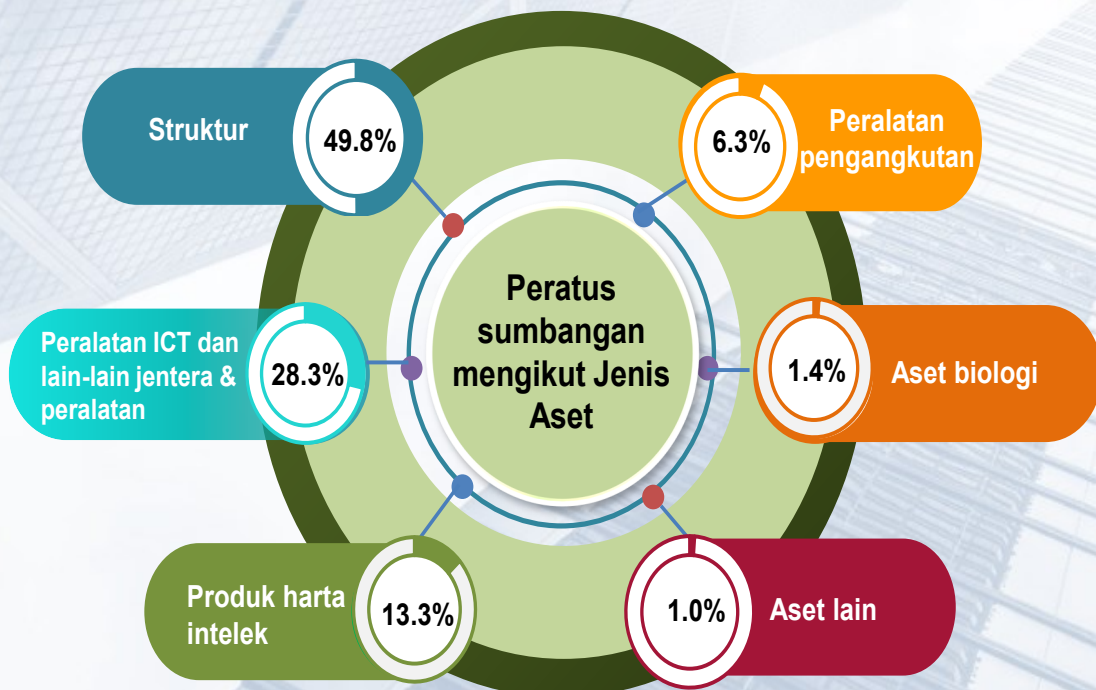 Peratus
sumbangan
mengikut Jenis
Aset
Struktur
49.8%
Peralatan ICT dan
lain-lain jentera &
peralatan
28.3%
Produk harta
intelek
13.3%
6.3%
Peralatan
pengangkutan
1.4%
Aset biologi
1.0%
Aset lain